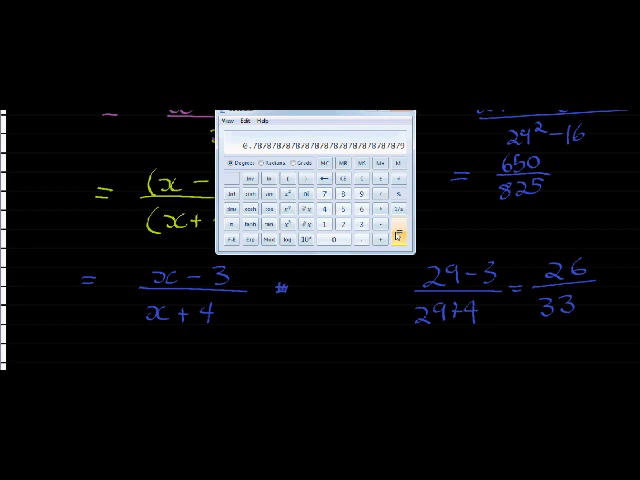 View Edit Help
0.78787878787878787878787878787879
Degrees Radians Grads MC MR MS M+ M-
Inv ln ( ) ← CE C ± √
Int sinh sin x² n! 7 8 9 / %
dms cosh cos xʸ ʸ√x 4 5 6 * 1/x
π tanh tan x³ ³√x 1 2 3 - =
F-E Exp Mod log 10ˣ 0 . +
=
29² - 16
= (x -
(x +
= 650
825
= x - 3
x + 4 #
29 - 3
29 + 4
= 26
33